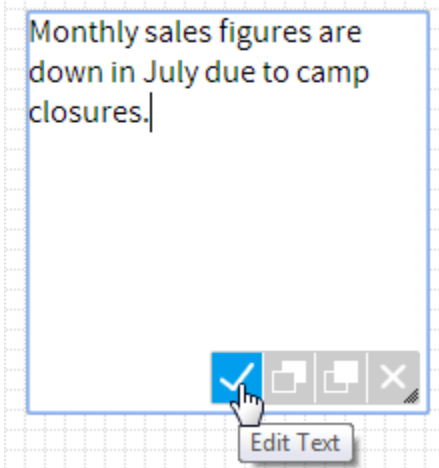 Monthly sales figures are
down in July due to camp
closures.
Edit Text